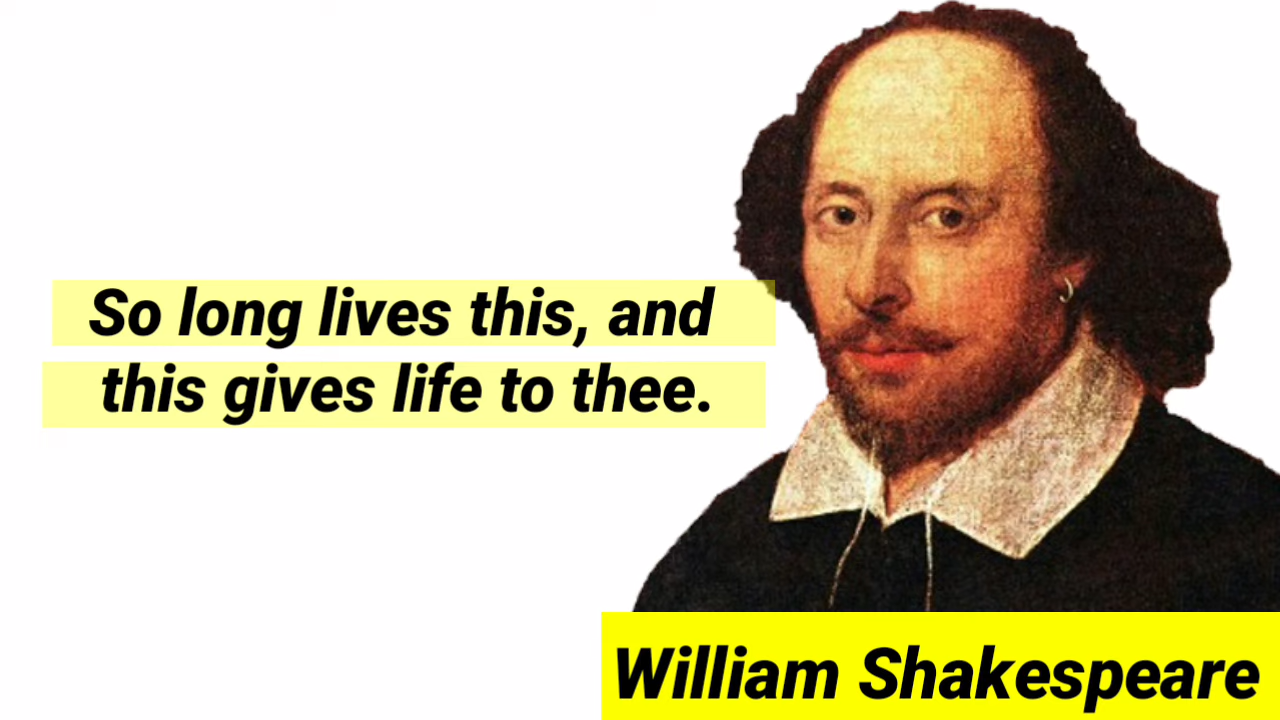 So long lives this, and
this gives life to thee.
William Shakespeare